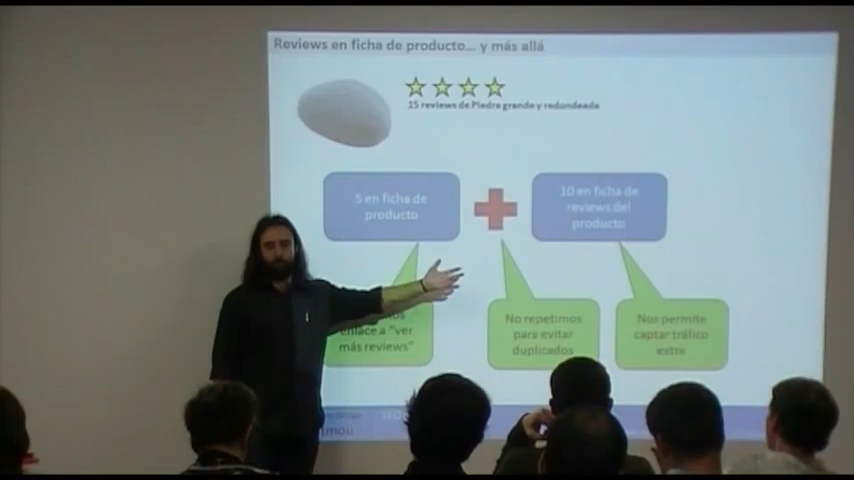 Reviews en ficha de producto... y más allá
15 reviews de Piedra grande y redondeada
5 en ficha de
producto
10 en ficha de
reviews del
producto
enlace a "ver
más reviews"
No repetimos
para evitar
duplicados
Nos permite
captar tráfico
extra